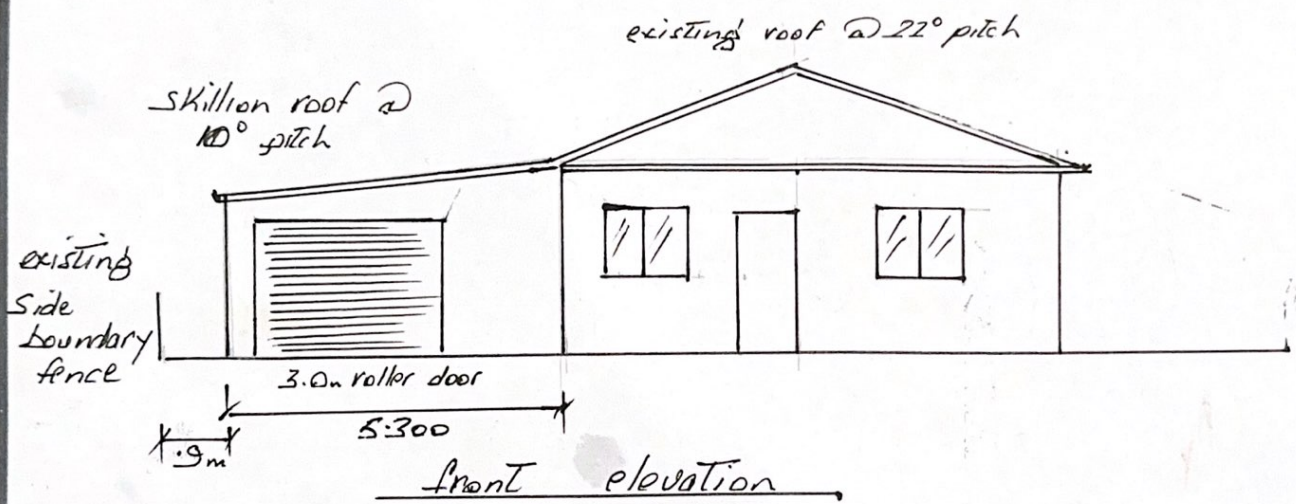 existing roof @ 22° pitch
skillion roof @
10° pitch
existing
side
boundary
fence
3.0m roller door
5.300
.9m
front elevation